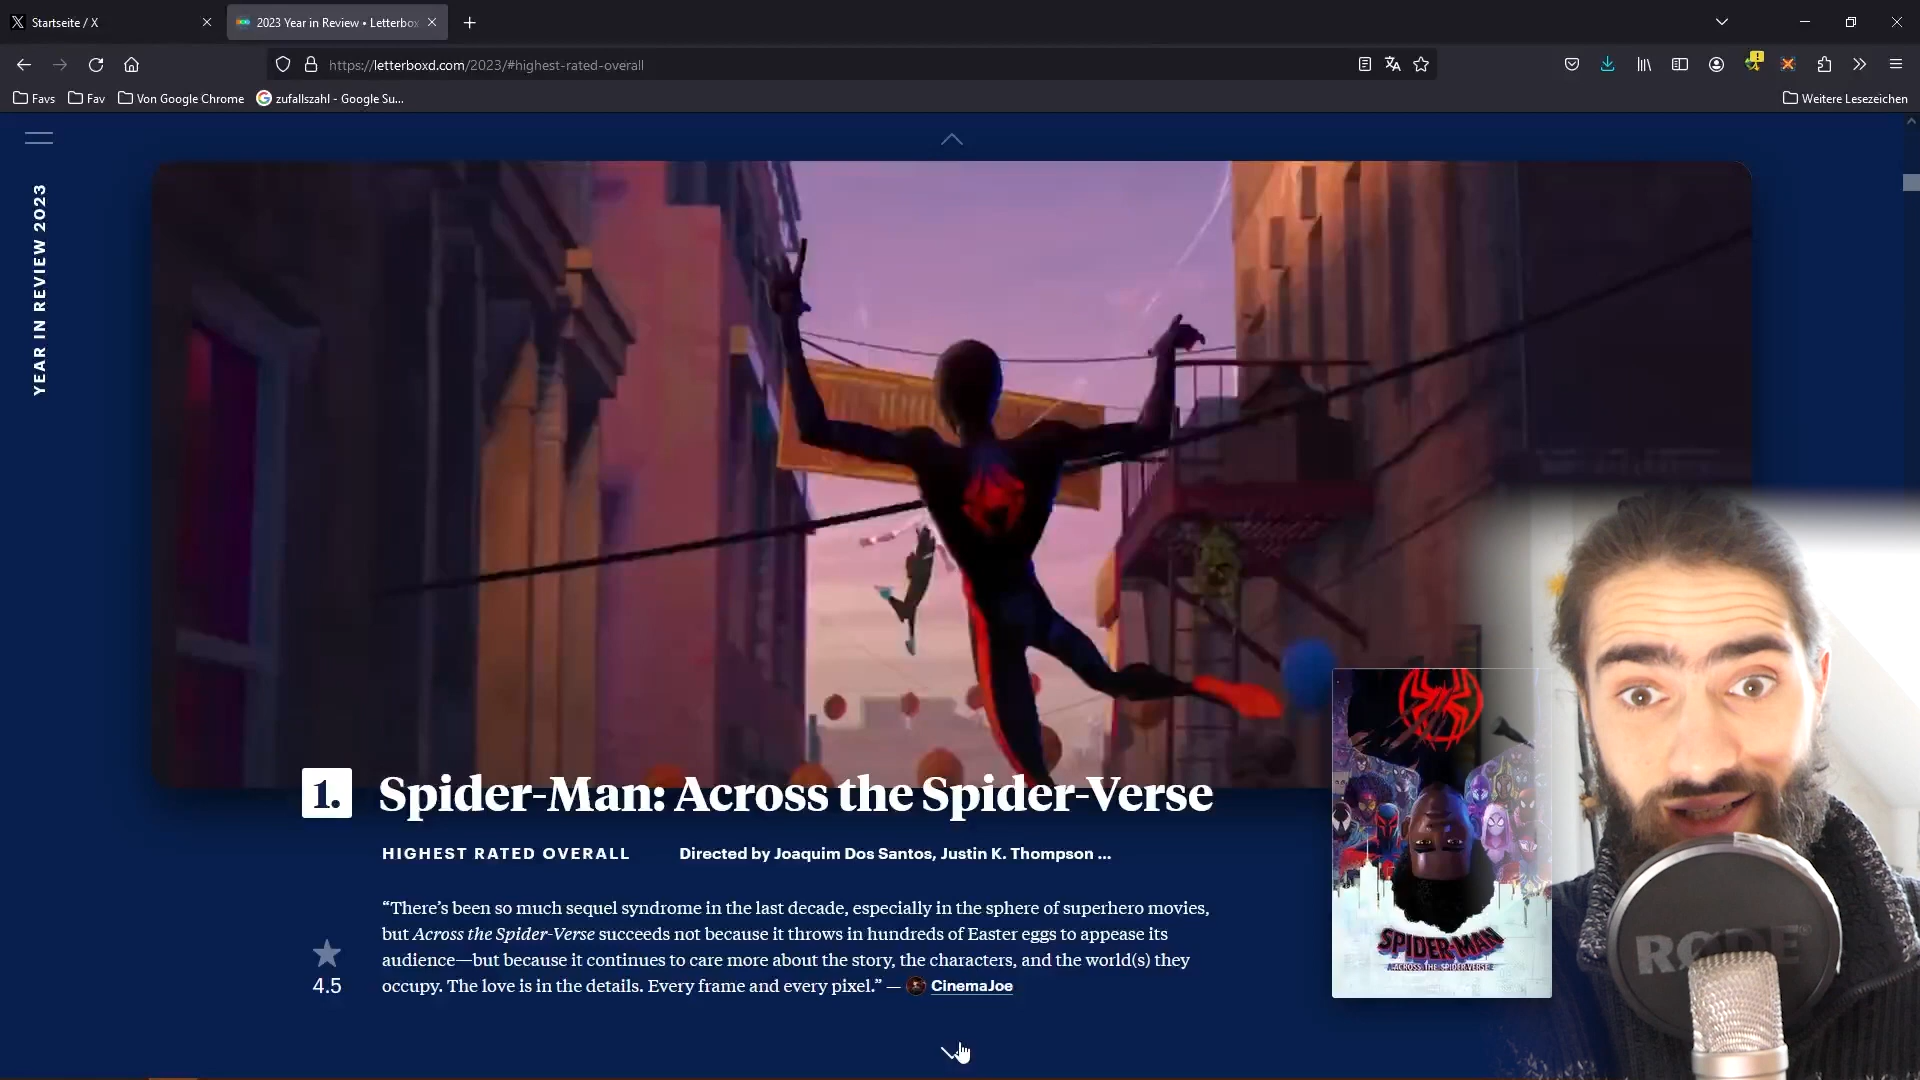 Startseite / X
2023 Year in Review • Letterbox
https://letterboxd.com/2023/#highest-rated-overall
Favs
Fav
Von Google Chrome
zufallszahl - Google Su...
Weitere Lesezeichen
YEAR IN REVIEW 2023
1. Spider-Man: Across the Spider-Verse
HIGHEST RATED OVERALL
Directed by Joaquim Dos Santos, Justin K. Thompson ...
“There’s been so much sequel syndrome in the last decade, especially in the sphere of superhero movies,
but Across the Spider-Verse succeeds not because it throws in hundreds of Easter eggs to appease its
audience—but because it continues to care more about the story, the characters, and the world(s) they
occupy. The love is in the details. Every frame and every pixel.” — CinemaJoe
4.5
SPIDER-MAN
ACROSS THE SPIDER-VERSE
RØDE